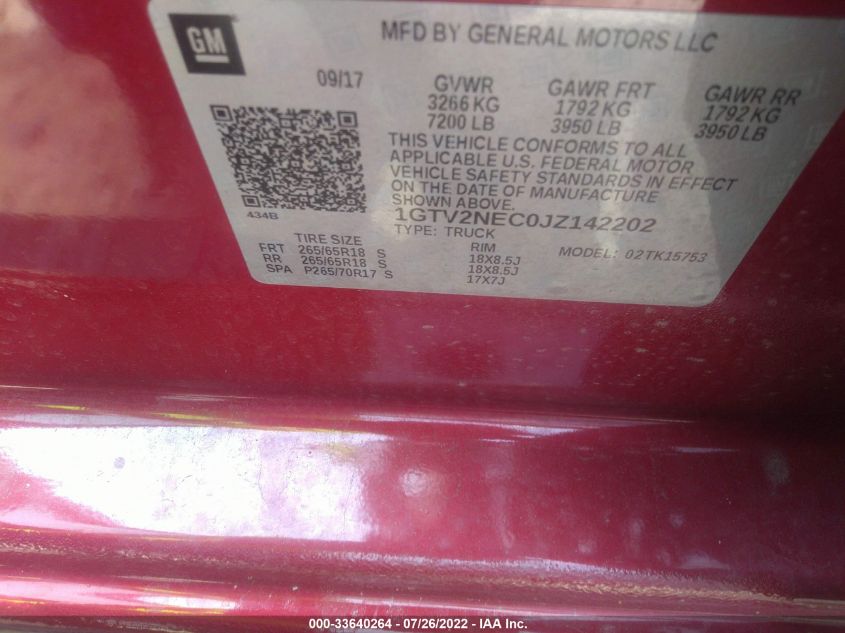 GM
MFD BY GENERAL MOTORS LLC
09/17 GVWR GAWR FRT GAWR RR
3266 KG 1792 KG 1792 KG
7200 LB 3950 LB 3950 LB
THIS VEHICLE CONFORMS TO ALL
APPLICABLE U.S. FEDERAL MOTOR
VEHICLE SAFETY STANDARDS IN EFFECT
ON THE DATE OF MANUFACTURE
SHOWN ABOVE.
434B 1GTV2NEC0JZ142202
TYPE: TRUCK
TIRE SIZE RIM MODEL: 02TK15753
FRT 265/65R18 S 18X8.5J
RR 265/65R18 S 18X8.5J
SPA P265/70R17 S 17X7J
000-33640264 / 07/26/2022 - IAA Inc.